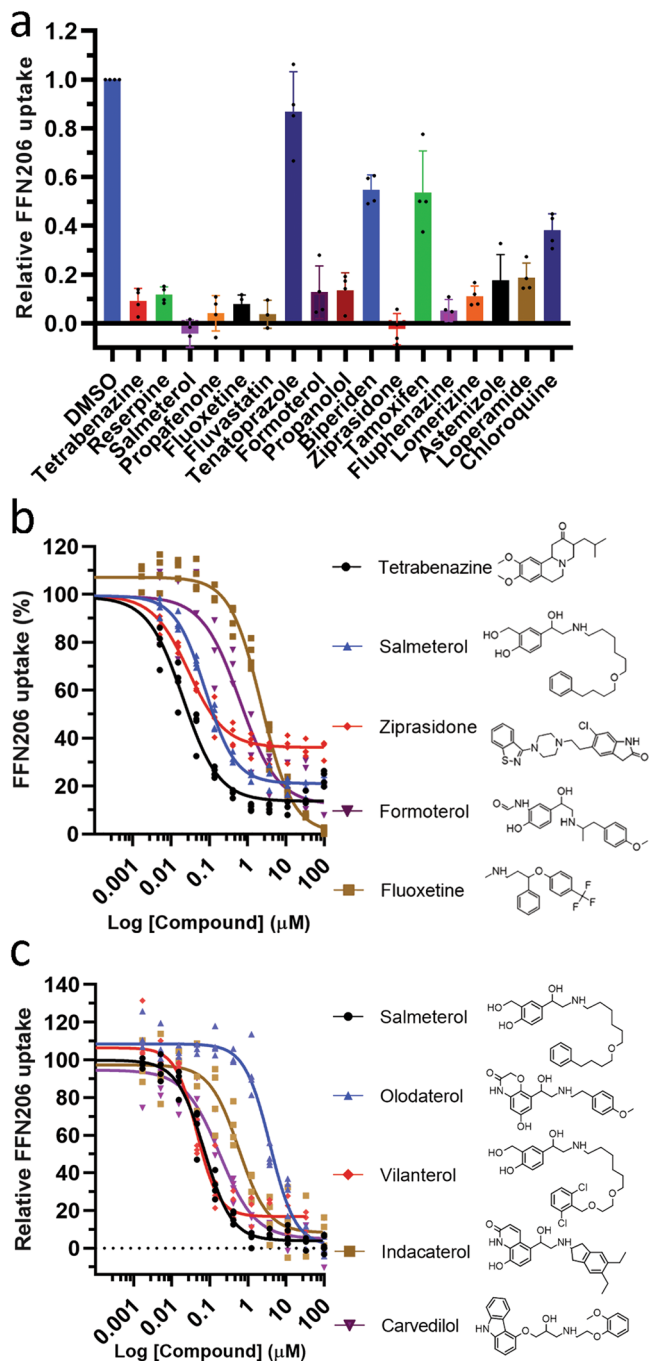 a
Relative FFN206 uptake
1.2
1.0
0.8
0.6
0.4
0.2
0.0
DMSO
Tetrabenazine
Reserpine
Salmeterol
Propafenone
Fluoxetine
Fluvastatin
Tenatoprazole
Formoterol
Propanolol
Biperiden
Ziprasidone
Tamoxifen
Fluphenazine
Lomerizine
Astemizole
Loperamide
Chloroquine
b
FFN206 uptake (%)
120
100
80
60
40
20
0
0.001
0.01
0.1
1
10
100
Log [Compound] (μM)
Tetrabenazine
Salmeterol
Ziprasidone
Formoterol
Fluoxetine
c
Relative FFN206 uptake
140
120
100
80
60
40
20
0
0.001
0.01
0.1
1
10
100
Log [Compound] (μM)
Salmeterol
Olodaterol
Vilanterol
Indacaterol
Carvedilol